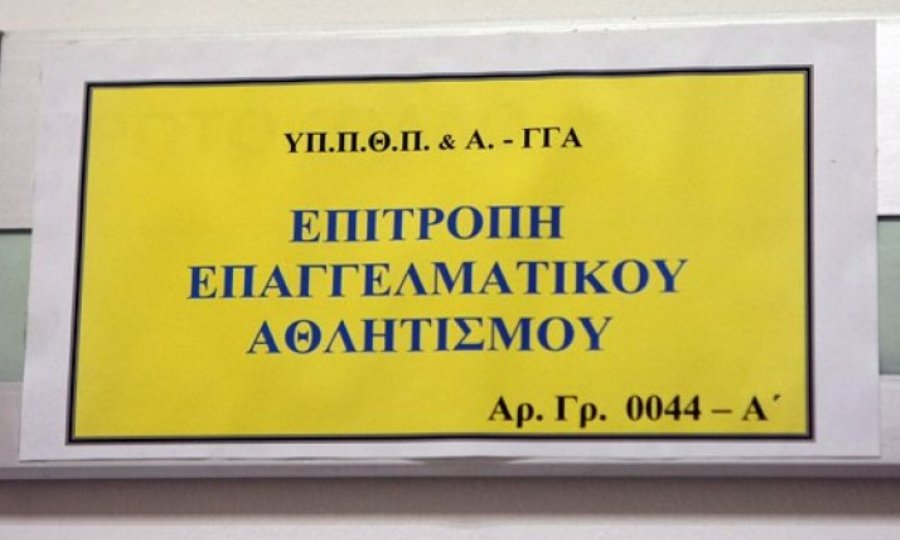 ΥΠ.Π.Θ.Π. & Α. - ΓΓΑ
ΕΠΙΤΡΟΠΗ
ΕΠΑΓΓΕΛΜΑΤΙΚΟΥ
ΑΘΛΗΤΙΣΜΟΥ
Αρ. Γρ. 0044 – Α΄